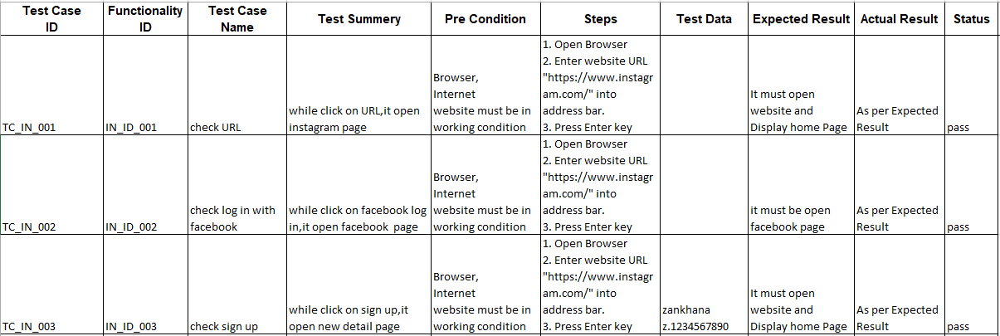 Test Case ID
Functionality ID
Test Case Name
Test Summery
Pre Condition
Steps
Test Data
Expected Result
Actual Result
Status
TC_IN_001
IN_ID_001
check URL
while click on URL,it open
instagram page
Browser,
Internet
website must be in
working condition
1. Open Browser
2. Enter website URL
"https://www.instagr
am.com/" into
address bar.
3. Press Enter key
It must open
website and
Display home Page
As per Expected
Result
pass
TC_IN_002
IN_ID_002
check log in with
facebook
while click on facebook log
in,it open facebook  page
Browser,
Internet
website must be in
working condition
1. Open Browser
2. Enter website URL
"https://www.instagr
am.com/" into
address bar.
3. Press Enter key
it must be open
facebook page
As per Expected
Result
pass
TC_IN_003
IN_ID_003
check sign up
while click on sign up,it
open new detail page
Browser,
Internet
website must be in
working condition
1. Open Browser
2. Enter website URL
"https://www.instagr
am.com/" into
address bar.
3. Press Enter key
zankhana
z.1234567890
It must open
website and
Display home Page
As per Expected
Result
pass